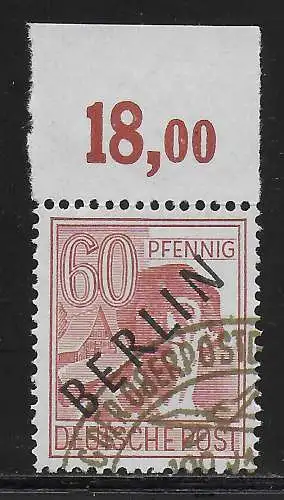 18,00
60 PFENNIG
BERLIN
DEUTSCHE POST